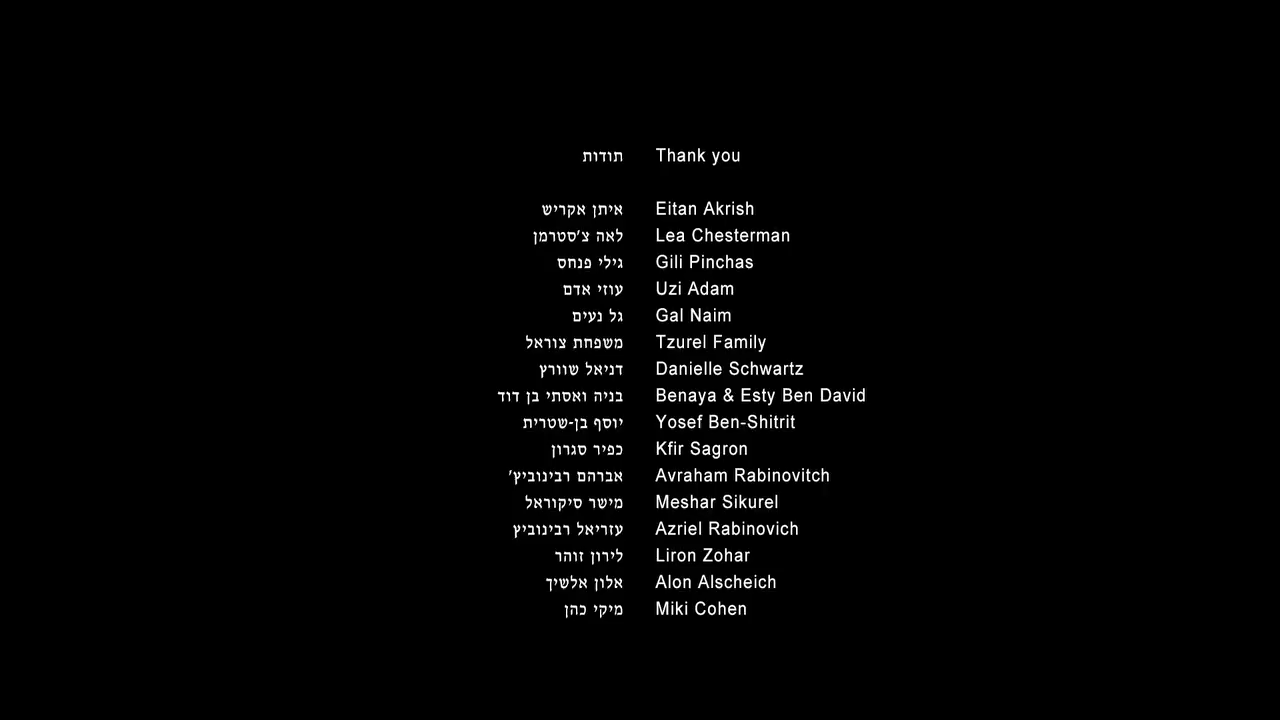 תודות Thank you
איתן אקריש Eitan Akrish
לאה צ'סטרמן Lea Chesterman
גילי פנחס Gili Pinchas
עוזי אדם Uzi Adam
גל נעים Gal Naim
משפחת צוראל Tzurel Family
דניאל שוורץ Danielle Schwartz
בניה ואסתי בן דוד Benaya & Esty Ben David
יוסף בן-שטרית Yosef Ben-Shitrit
כפיר סגרון Kfir Sagron
אברהם רבינוביץ' Avraham Rabinovitch
מישר סיקוראל Meshar Sikurel
עזריאל רבינוביץ Azriel Rabinovich
לירון זוהר Liron Zohar
אלון אלשיך Alon Alscheich
מיקי כהן Miki Cohen